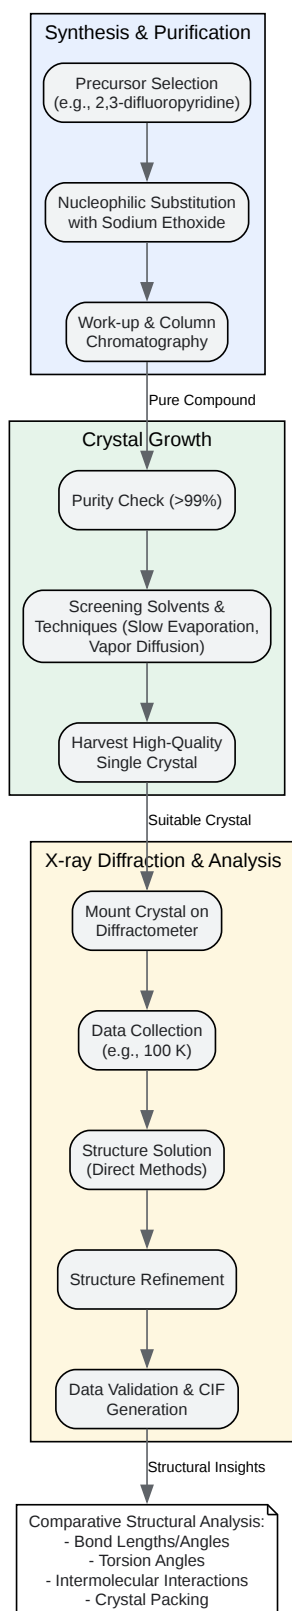 Synthesis & Purification
Precursor Selection
(e.g., 2,3-difluoropyridine)
Nucleophilic Substitution
with Sodium Ethoxide
Work-up & Column
Chromatography
Pure Compound
Crystal Growth
Purity Check (>99%)
Screening Solvents &
Techniques (Slow Evaporation,
Vapor Diffusion)
Harvest High-Quality
Single Crystal
Suitable Crystal
X-ray Diffraction & Analysis
Mount Crystal on
Diffractometer
Data Collection
(e.g., 100 K)
Structure Solution
(Direct Methods)
Structure Refinement
Data Validation & CIF
Generation
Structural Insights
Comparative Structural Analysis:
- Bond Lengths/Angles
- Torsion Angles
- Intermolecular Interactions
- Crystal Packing